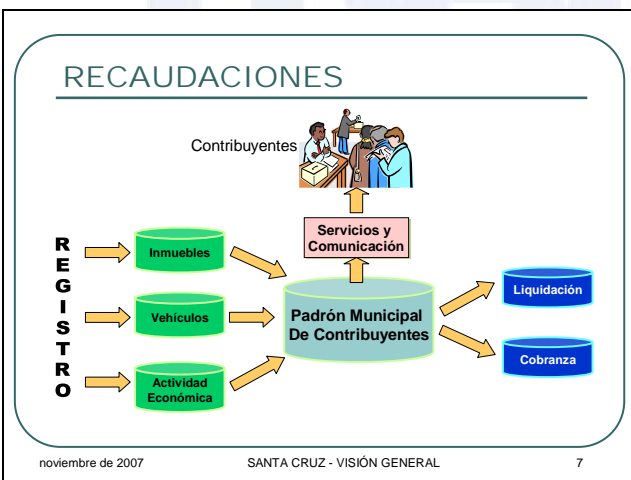 RECAUDACIONES
Contribuyentes
Servicios y
Comunicación
REGISTRO
Inmuebles
Vehículos
Actividad
Económica
Padrón Municipal
De Contribuyentes
Liquidación
Cobranza
noviembre de 2007
SANTA CRUZ - VISIÓN GENERAL
7